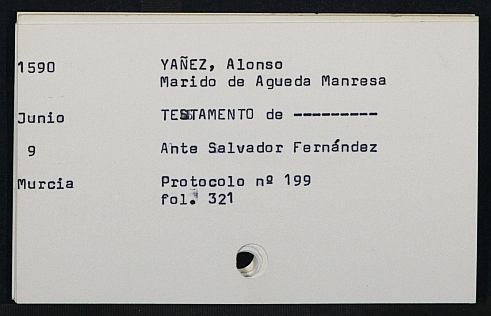 1590 YAÑEZ, Alonso
Marido de Agueda Manresa
Junio TESTAMENTO de ---------
9 Ante Salvador Fernández
Murcia Protocolo nº 199
fol. 321